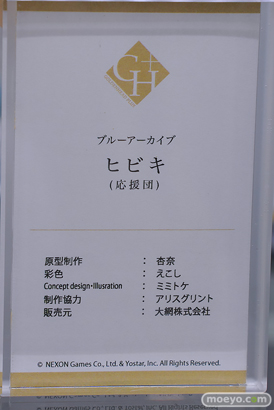 G+H
ブルーアーカイブ
ヒビキ
(応援団)
原型制作 : 杏奈
彩色 : えこし
Concept design・Illusration : ミミトケ
制作協力 : アリスグリント
販売元 : 大網株式会社
© NEXON Games Co., Ltd. & Yostar, Inc. All Rights Reserved.
moeyo.com